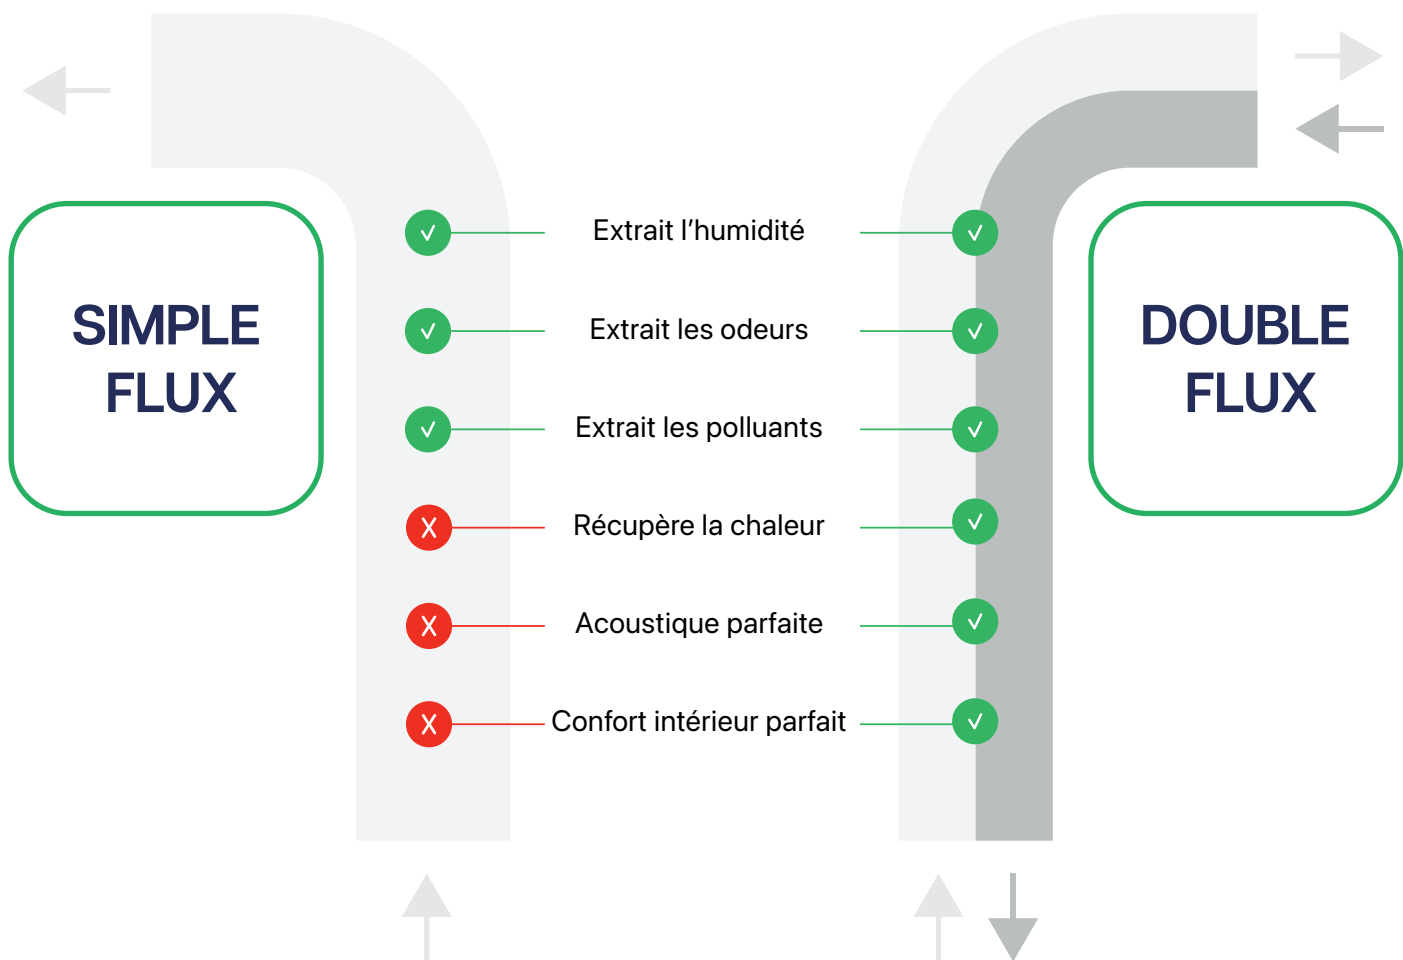 SIMPLE
FLUX
Extrait l’humidité
Extrait les odeurs
Extrait les polluants
Récupère la chaleur
Acoustique parfaite
Confort intérieur parfait
DOUBLE
FLUX